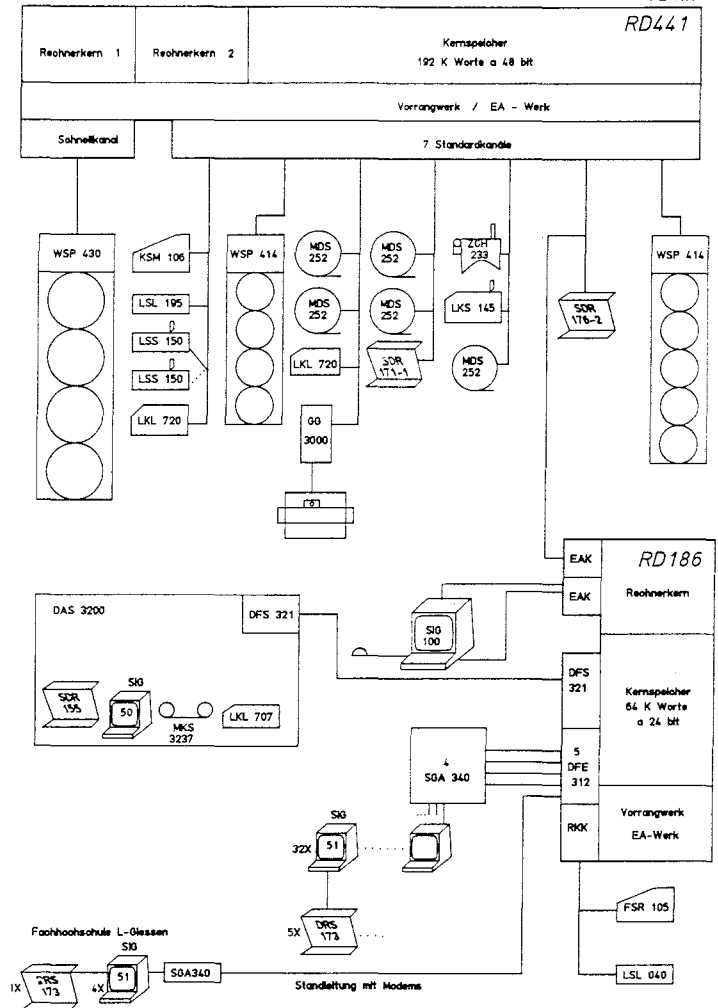 RD441
Rechnerkern 1
Rechnerkern 2
Kernspeicher
192 K Worte a 48 bit
Vorrangwerk / EA - Werk
Schnellkanal
7 Standardkanäle
WSP 430
KSM 106
LSL 195
LSS 150
LSS 150
LKL 720
WSP 414
MDS
252
MDS
252
LKL 720
GG
3000
MDS
252
MDS
252
SDR
171-1
ZCH
233
LKS 145
MDS
252
SDR
176-2
WSP 414
EAK
EAK
RD186
Rechnerkern
DAS 3200
DFS 321
SIG
100
SDR
155
SIG
50
MKS
3237
LKL 707
DFS
321
Kernspeicher
64 K Worte
a 24 bit
4
SGA 340
5
DFE
312
Vorrangwerk
EA-Werk
RKK
SIG
32X
51
5X
DRS
173
FSR 105
LSL 040
Fachhochschule L-Giessen
SIG
1X
DRS
173
4X
51
SGA340
Standleitung mit Modems